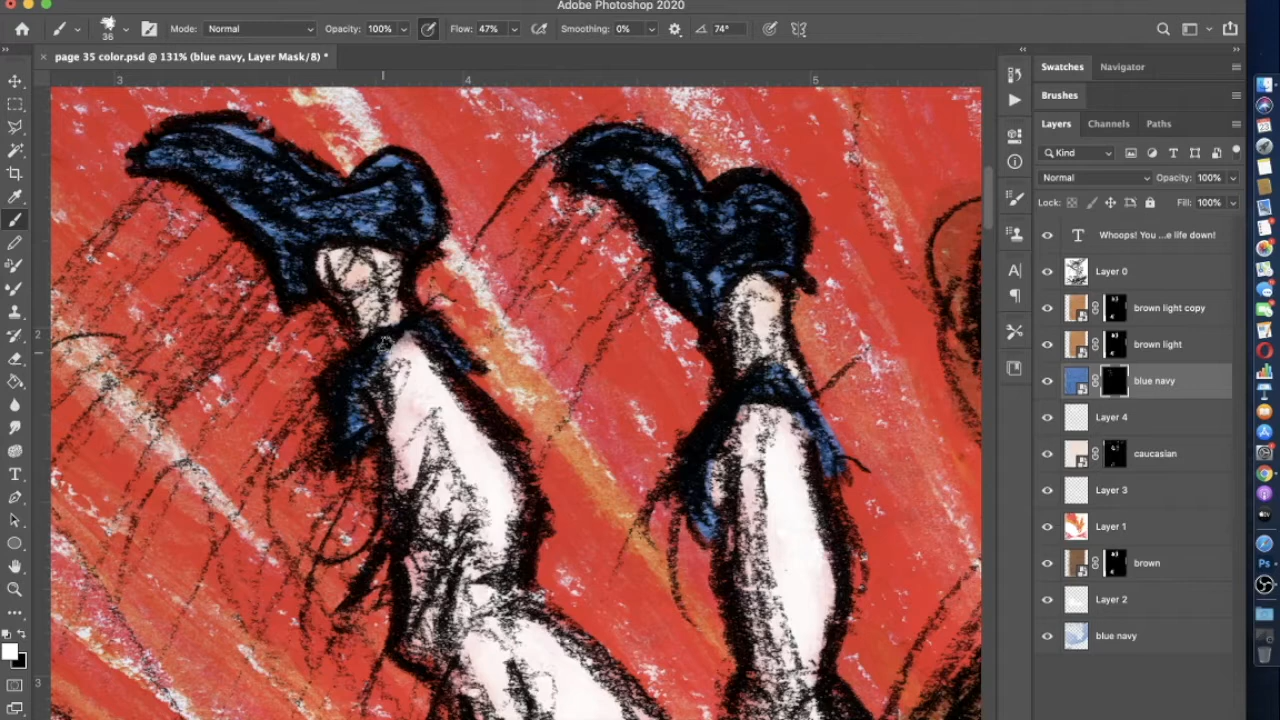 Adobe Photoshop 2020
36
Mode: Normal
Opacity: 100%
Flow: 47%
Smoothing: 0%
74°
× page 35 color.psd @ 131% (blue navy, Layer Mask/8) *
3 4 5
2
3
Swatches Navigator
Brushes
Layers Channels Paths
Kind
Normal Opacity: 100%
Lock: Fill: 100%
T Whoops! You ...e life down!
Layer 0
brown light copy
brown light
blue navy
Layer 4
caucasian
Layer 3
Layer 1
brown
Layer 2
blue navy